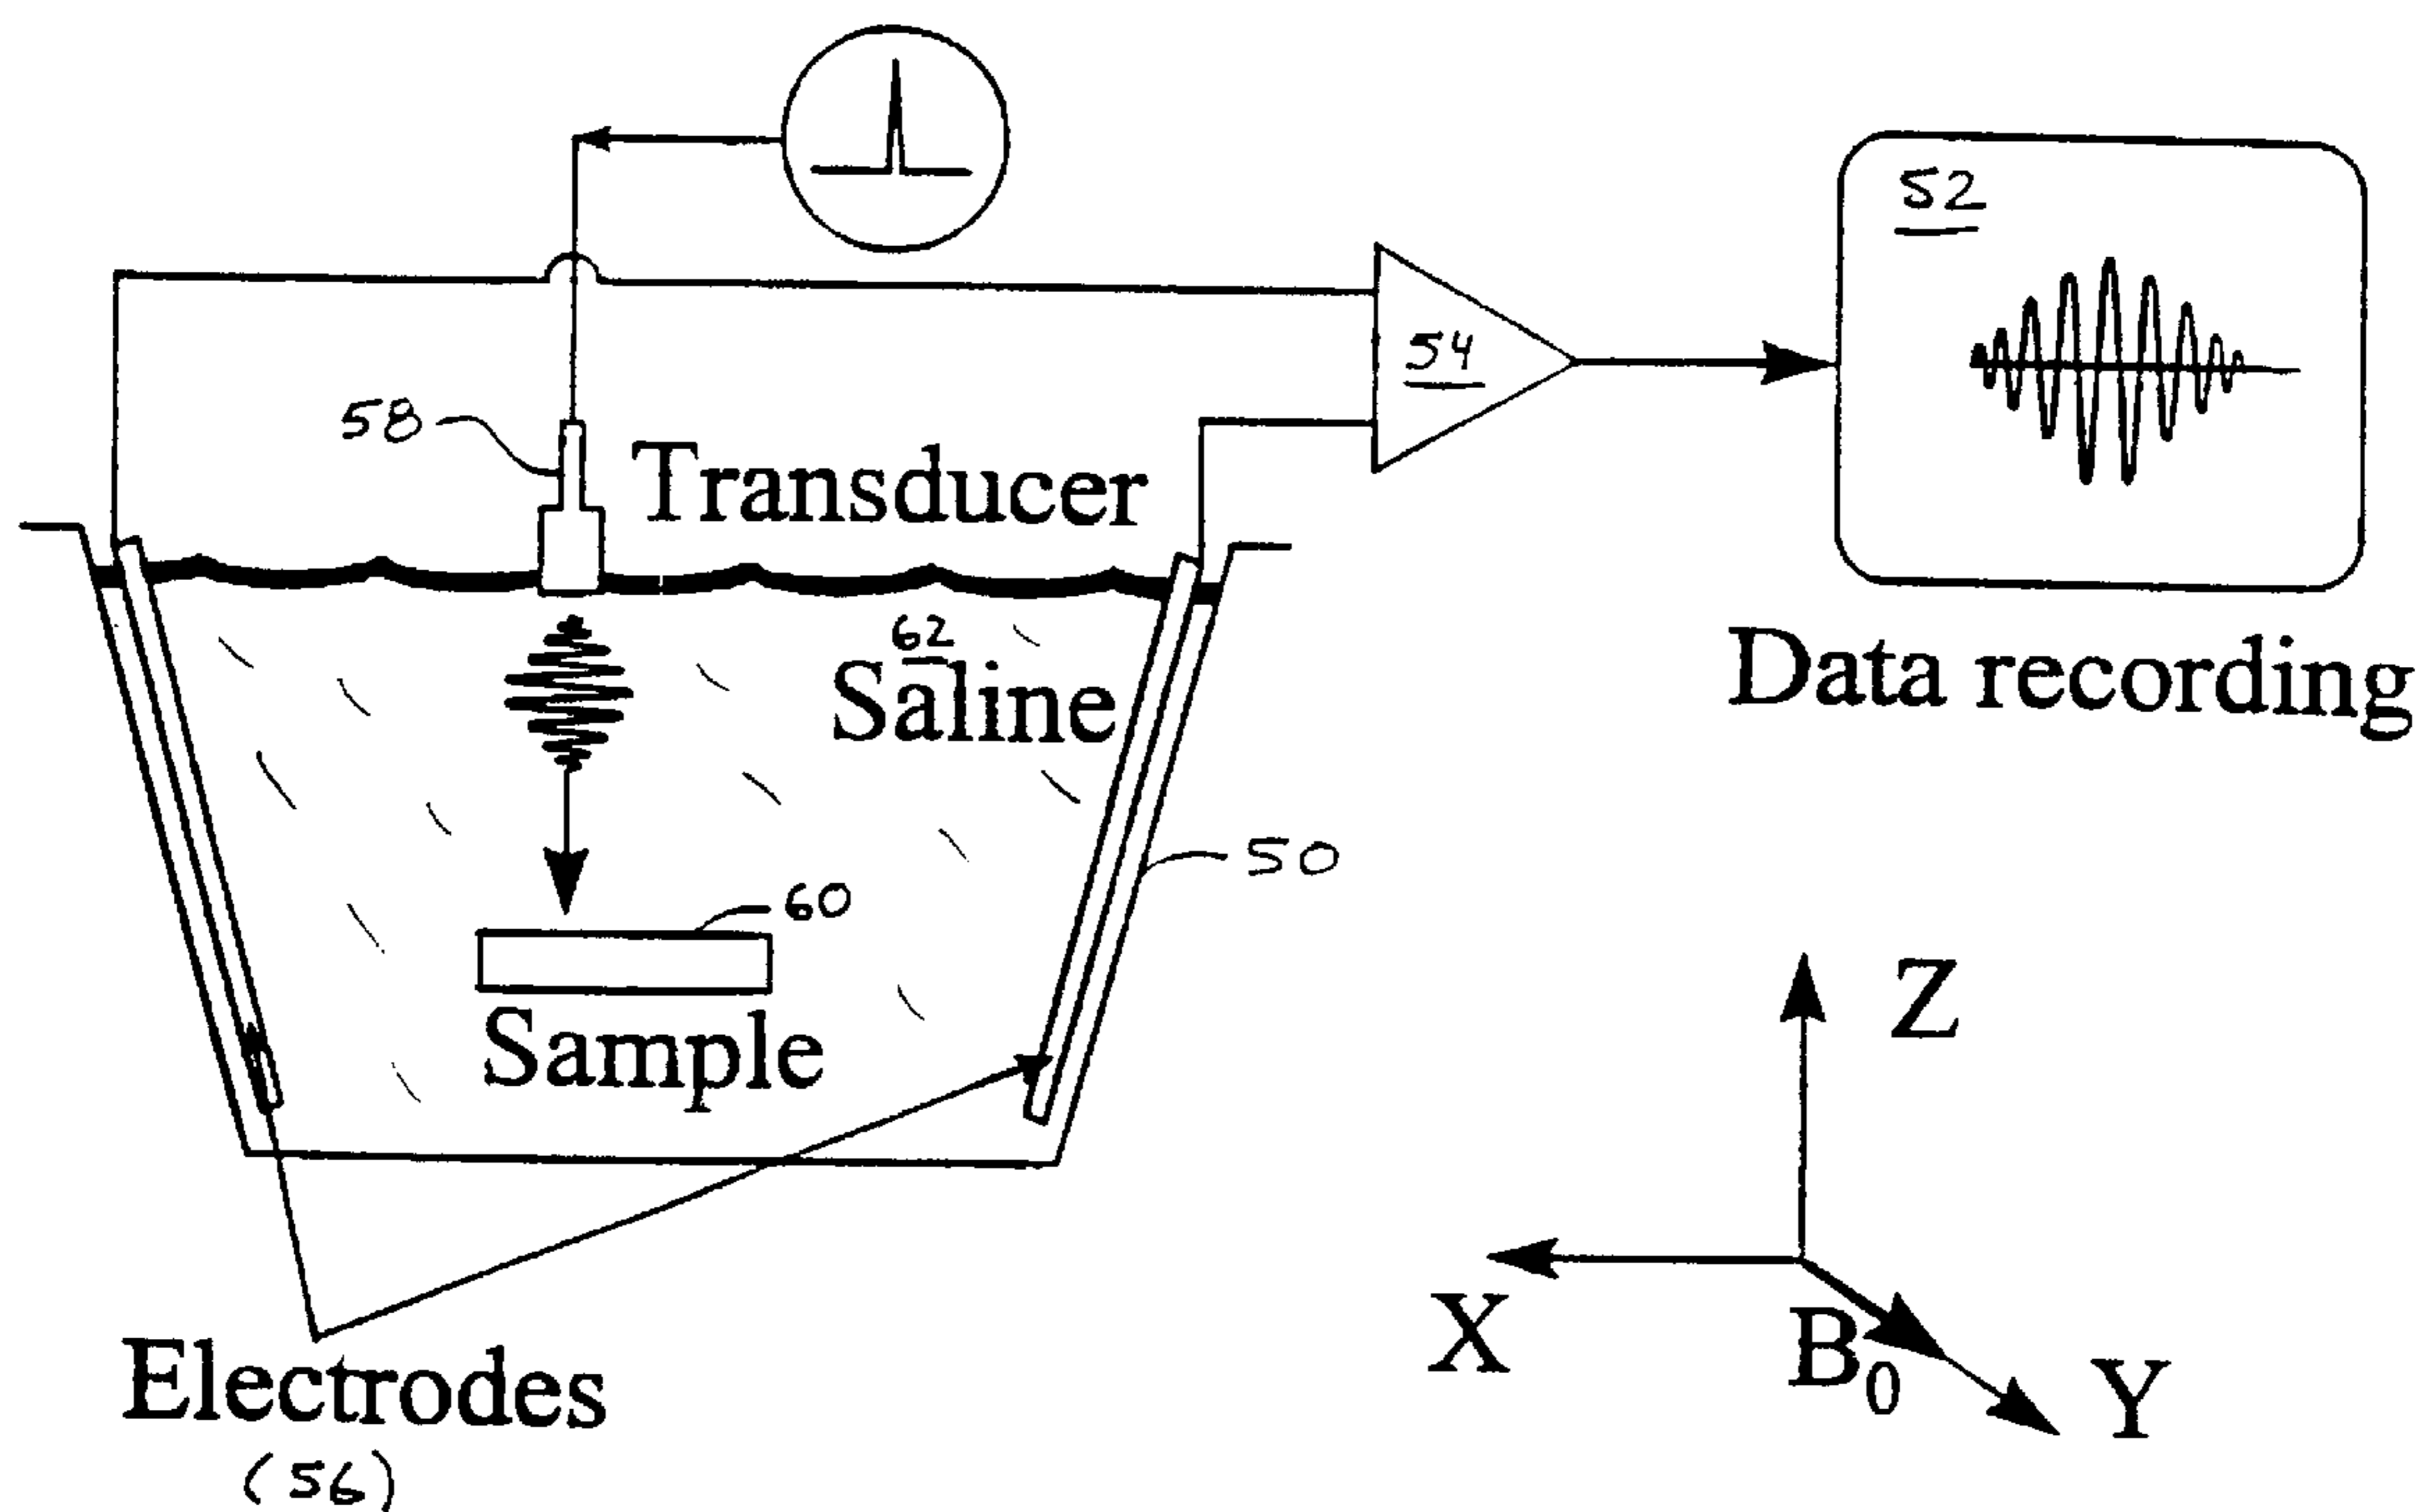 52
54
58
Transducer
62
Saline
Data recording
50
60
Sample
Z
X
B₀
Y
Electrodes
(56)